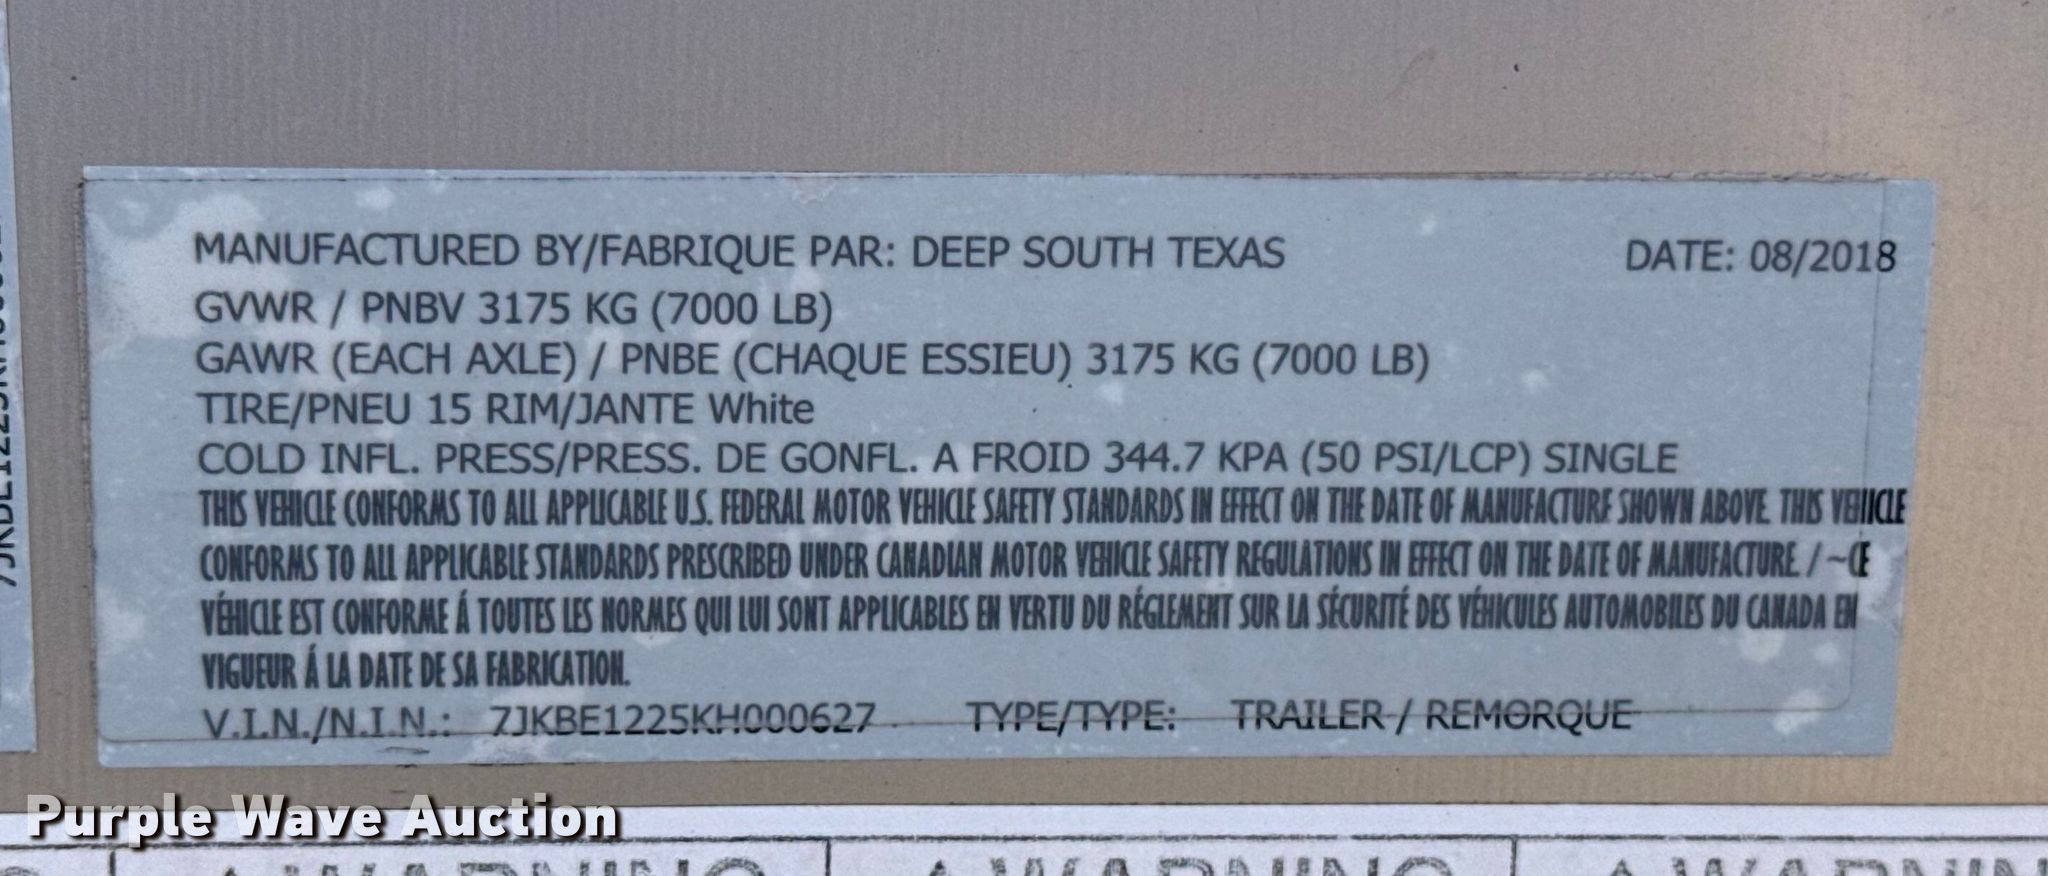 MANUFACTURED BY/FABRIQUE PAR: DEEP SOUTH TEXAS DATE: 08/2018
GVWR / PNBV 3175 KG (7000 LB)
GAWR (EACH AXLE) / PNBE (CHAQUE ESSIEU) 3175 KG (7000 LB)
TIRE/PNEU 15 RIM/JANTE White
COLD INFL. PRESS/PRESS. DE GONFL. A FROID 344.7 KPA (50 PSI/LCP) SINGLE
THIS VEHICLE CONFORMS TO ALL APPLICABLE U.S. FEDERAL MOTOR VEHICLE SAFETY STANDARDS IN EFFECT ON THE DATE OF MANUFACTURE SHOWN ABOVE. THIS VEHICLE
CONFORMS TO ALL APPLICABLE STANDARDS PRESCRIBED UNDER CANADIAN MOTOR VEHICLE SAFETY REGULATIONS IN EFFECT ON THE DATE OF MANUFACTURE. / ~CE
VÉHICLE EST CONFORME Á TOUTES LES NORMES QUI LUI SONT APPLICABLES EN VERTU DU RÉGLEMENT SUR LA SÉCURITÉ DES VÉHICULES AUTOMOBILES DU CANADA EN
VIGUEUR Á LA DATE DE SA FABRICATION.
V.I.N./N.I.N.: 7JKBE1225KH000627 TYPE/TYPE: TRAILER / REMORQUE
Purple Wave Auction
WARNING WARNING